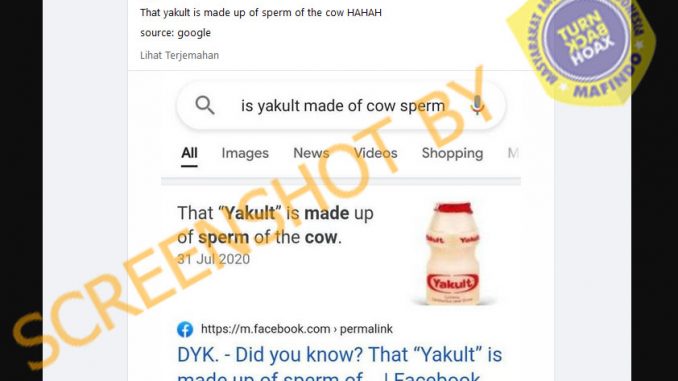 That yakult is made up of sperm of the cow HAHAH
source: google
Lihat Terjemahan
TURN
BACK
HOAX
MAFINDO
is yakult made of cow sperm
All Images News Videos Shopping M
That “Yakult” is made up
of sperm of the cow.
31 Jul 2020
Yakult
Yakult
https://m.facebook.com › permalink
DYK. - Did you know? That “Yakult” is
made up of sperm of ... | Facebook
SCREENSHOT BY